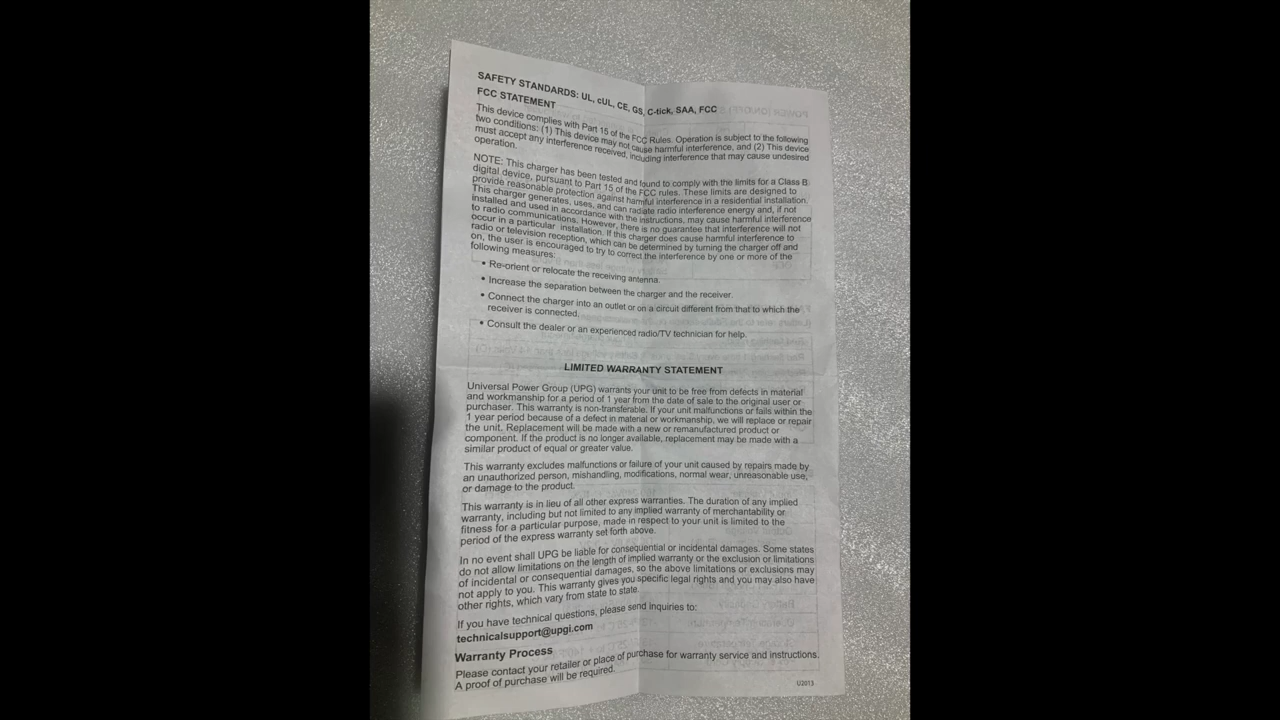 SAFETY STANDARDS: UL, cUL, CE, GS, C-tick, SAA, FCC
FCC STATEMENT
This device complies with Part 15 of the FCC Rules. Operation is subject to the following
two conditions: (1) This device may not cause harmful interference, and (2) This device
must accept any interference received, including interference that may cause undesired
operation.
NOTE: This charger has been tested and found to comply with the limits for a Class B
digital device, pursuant to Part 15 of the FCC rules. These limits are designed to
provide reasonable protection against harmful interference in a residential installation.
This charger generates, uses, and can radiate radio interference energy and, if not
installed and used in accordance with the instructions, may cause harmful interference
to radio communications. However, there is no guarantee that interference will not
occur in a particular installation. If this charger does cause harmful interference to
radio or television reception, which can be determined by turning the charger off and
on, the user is encouraged to try to correct the interference by one or more of the
following measures:
• Re-orient or relocate the receiving antenna.
• Increase the separation between the charger and the receiver.
• Connect the charger into an outlet or on a circuit different from that to which the
receiver is connected.
• Consult the dealer or an experienced radio/TV technician for help.
LIMITED WARRANTY STATEMENT
Universal Power Group (UPG) warrants your unit to be free from defects in material
and workmanship for a period of 1 year from the date of sale to the original user or
purchaser. This warranty is non-transferable. If your unit malfunctions or fails within the
1 year period because of a defect in material or workmanship, we will replace or repair
the unit. Replacement will be made with a new or remanufactured product or
component. If the product is no longer available, replacement may be made with a
similar product of equal or greater value.
This warranty excludes malfunctions or failure of your unit caused by repairs made by
an unauthorized person, mishandling, modifications, normal wear, unreasonable use,
or damage to the product.
This warranty is in lieu of all other express warranties. The duration of any implied
warranty, including but not limited to any implied warranty of merchantability or
fitness for a particular purpose, made in respect to your unit is limited to the
period of the express warranty set forth above.
In no event shall UPG be liable for consequential or incidental damages. Some states
do not allow limitations on the length of implied warranty or the exclusion or limitations
of incidental or consequential damages, so the above limitations or exclusions may
not apply to you. This warranty gives you specific legal rights and you may also have
other rights, which vary from state to state.
If you have technical questions, please send inquiries to:
technicalsupport@upgi.com
Warranty Process
Please contact your retailer or place of purchase for warranty service and instructions.
A proof of purchase will be required.
U2013